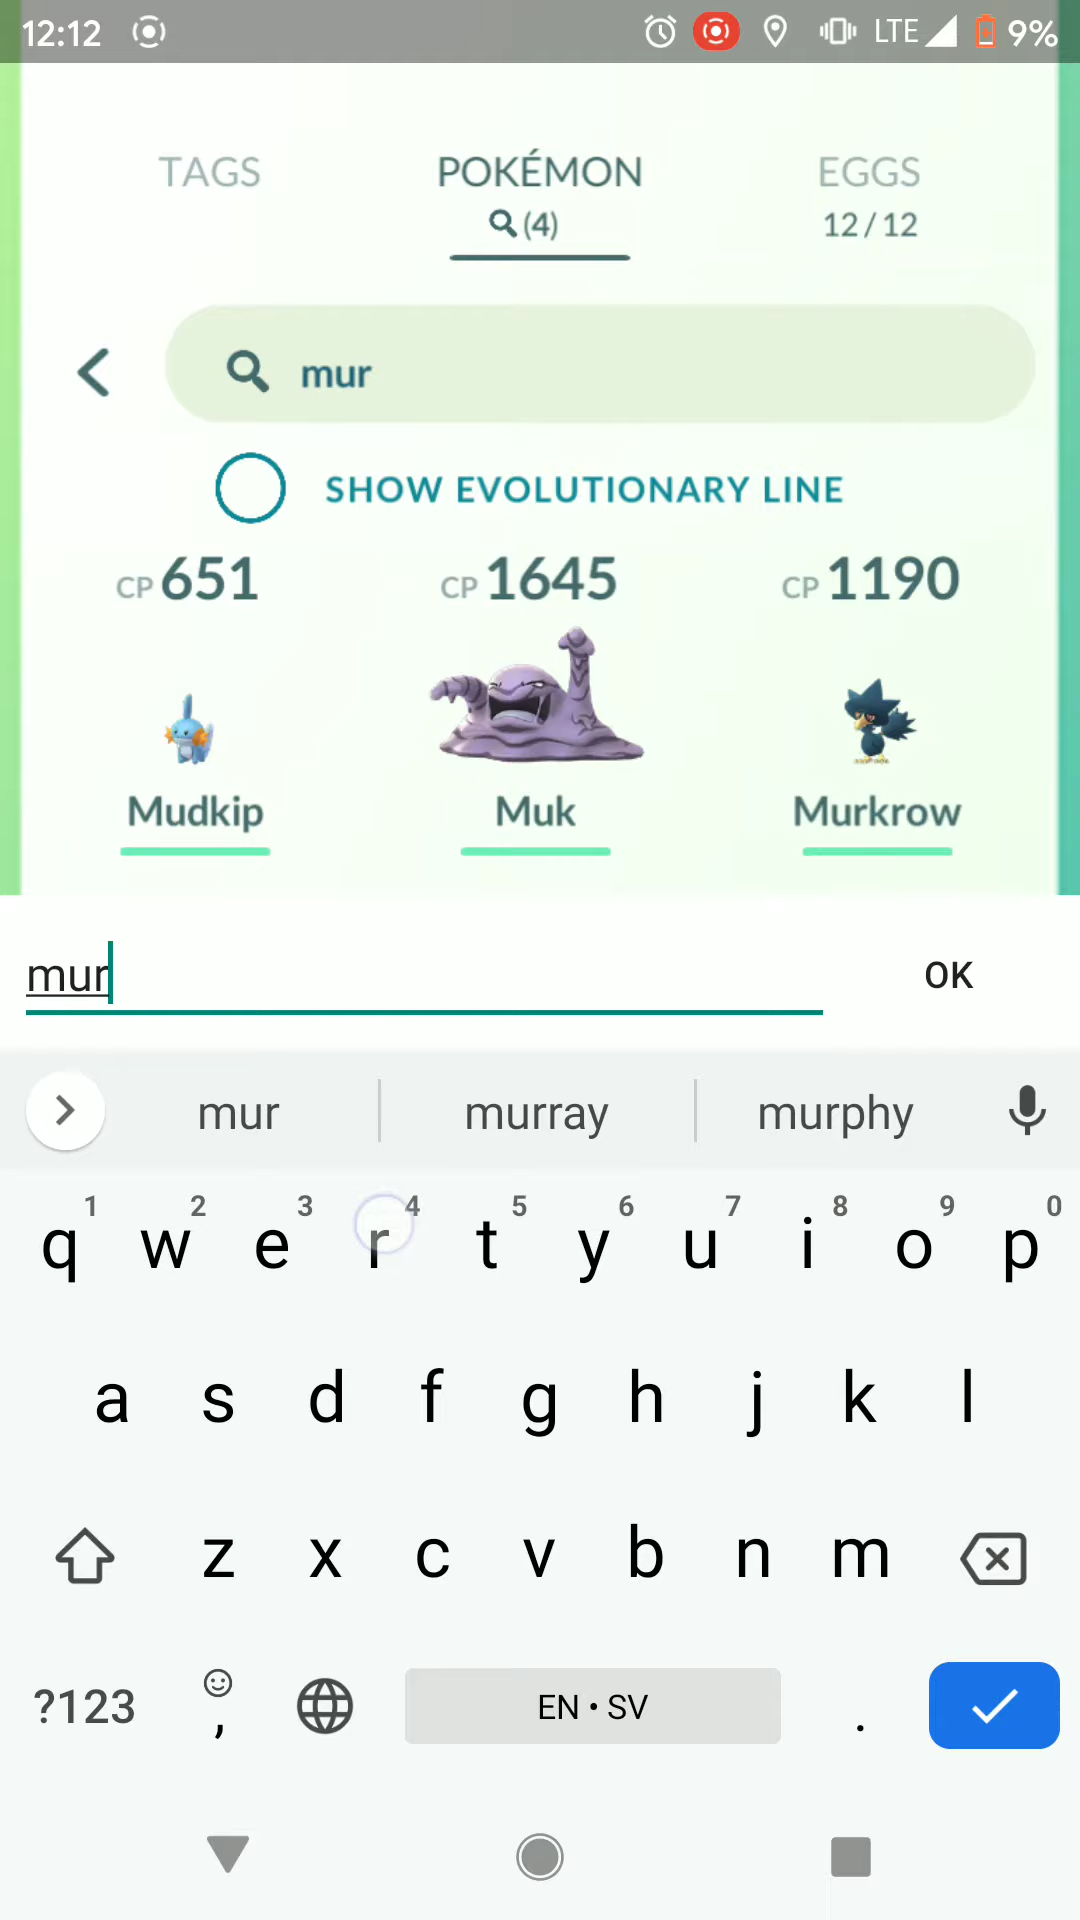 12:12 LTE 9%
TAGS POKÉMON EGGS
(4) 12/12
mur
SHOW EVOLUTIONARY LINE
CP 651 CP 1645 CP 1190
Mudkip Muk Murkrow
mur OK
mur murray murphy
1 2 3 4 5 6 7 8 9 0
q w e r t y u i o p
a s d f g h j k l
z x c v b n m
?123 , EN • SV .